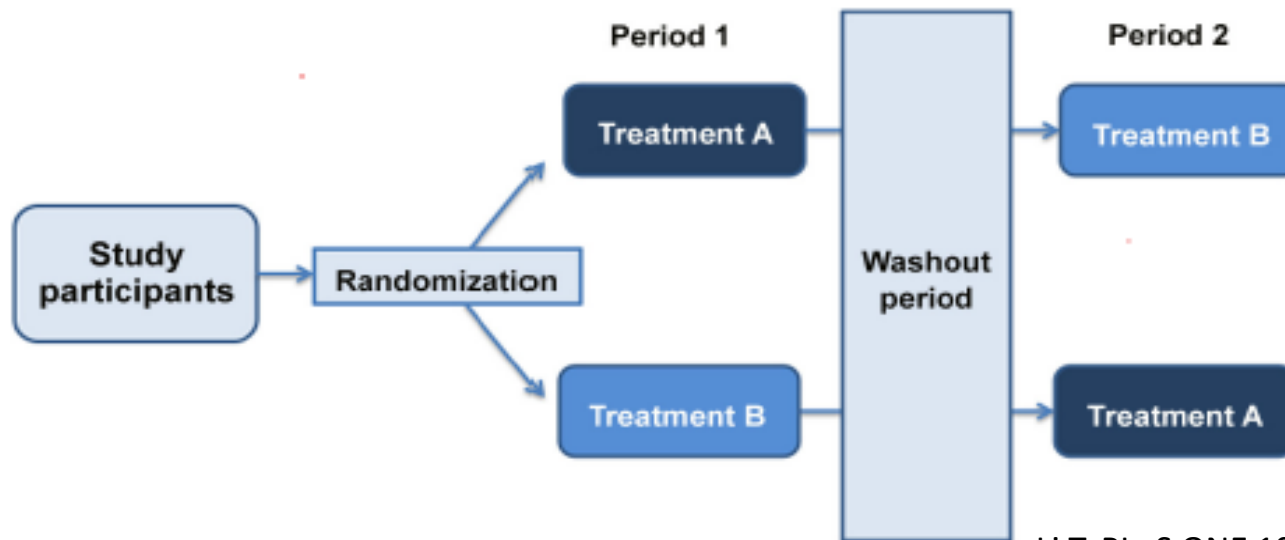 Period 1
Period 2
Treatment A
Treatment B
Study
participants
Randomization
Washout
period
Treatment B
Treatment A